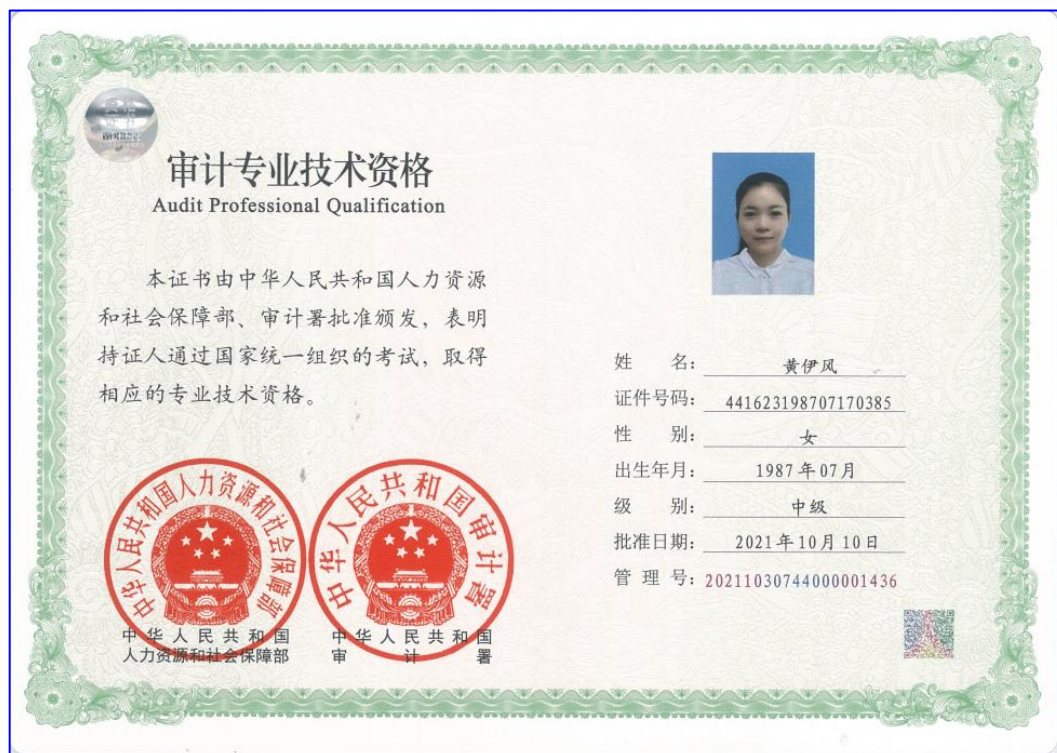 审计专业技术资格
Audit Professional Qualification
本证书由中华人民共和国人力资源
和社会保障部、审计署批准颁发，表明
持证人通过国家统一组织的考试，取得
相应的专业技术资格。
中华人民共和国人力资源和社会保障部
中华人民共和国审计署
中华人民共和国
人力资源和社会保障部
中华人民共和国
审计署
姓名：黄伊风
证件号码：441623198707170385
性别：女
出生年月：1987年07月
级别：中级
批准日期：2021年10月10日
管理号：20211030744000001436